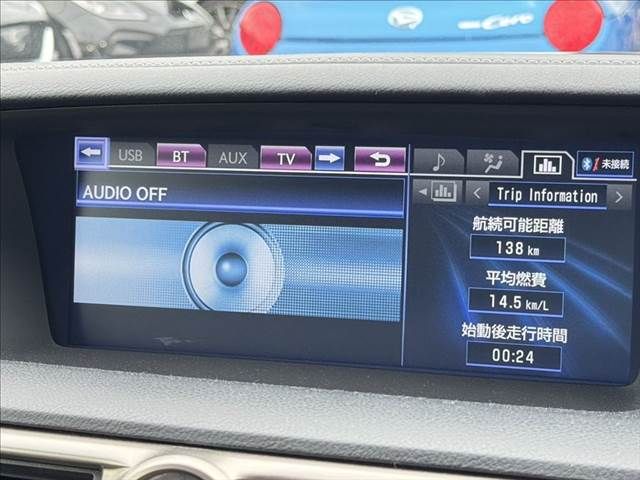 USB BT AUX TV
未接続
AUDIO OFF
Trip Information
航続可能距離
138 km
平均燃費
14.5 km/L
始動後走行時間
00:24